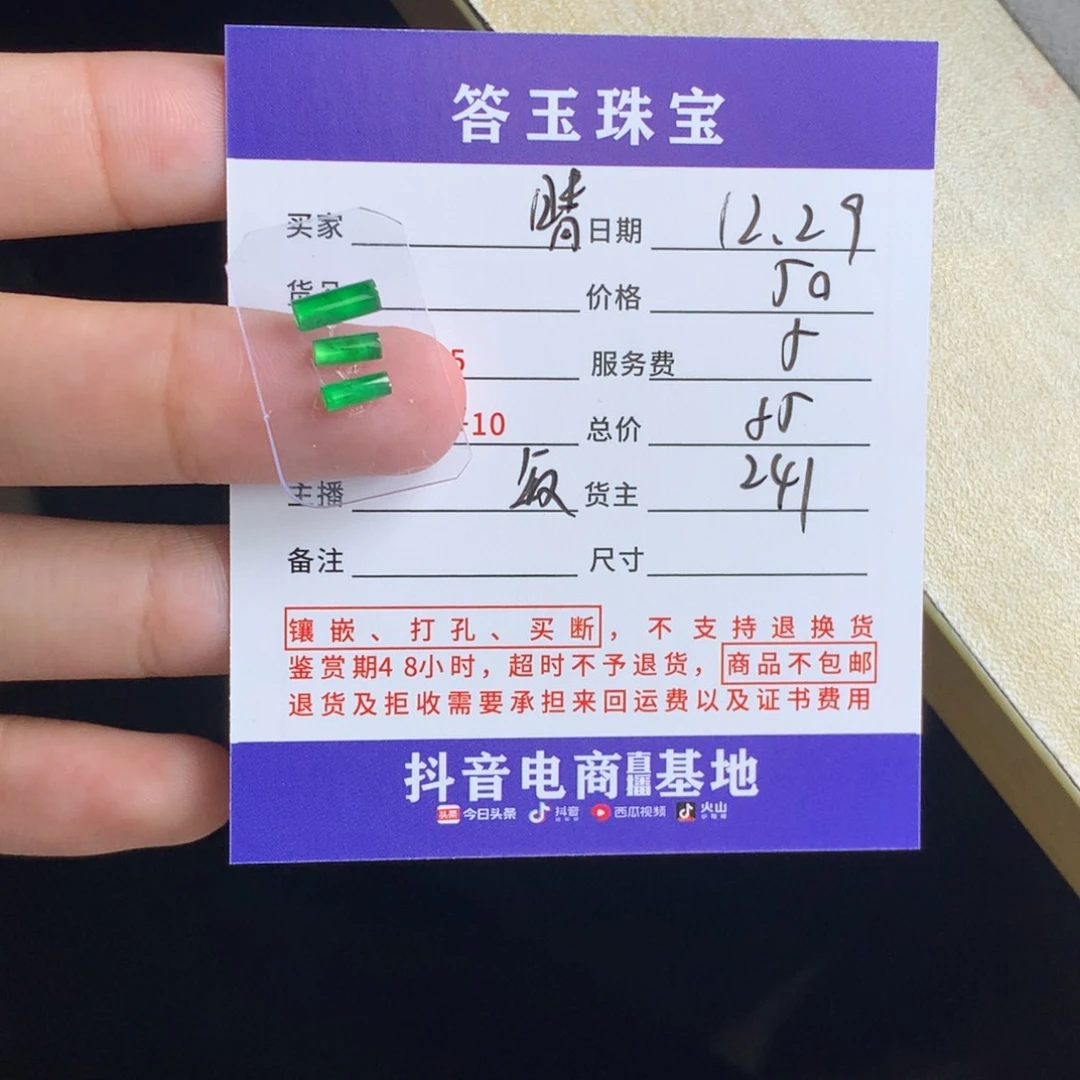 答玉珠宝
买家 晴 日期 12.29
货品 价格 50
5 服务费 5
-10 总价 55
主播 货主 241
备注 尺寸
镶嵌、打孔、买断，不支持退换货
鉴赏期48小时，超时不予退货，商品不包邮
退货及拒收需要承担来回运费以及证书费用
抖音电商直播基地
头条 今日头条 抖音 西瓜视频 火山